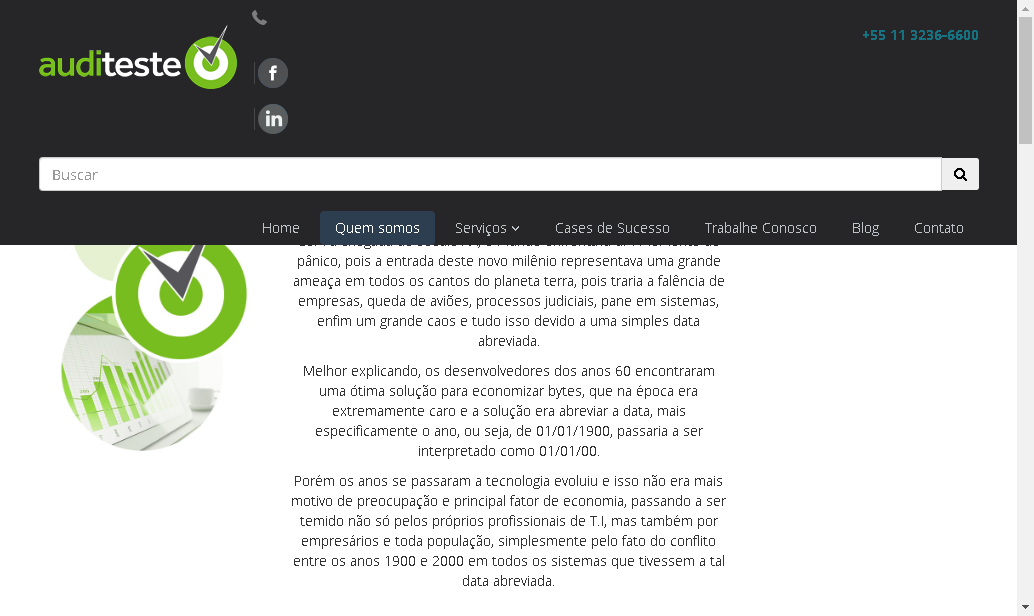 +55 11 3236-6600
auditeste
Buscar
Home Quem somos Serviços Cases de Sucesso Trabalhe Conosco Blog Contato
pânico, pois a entrada deste novo milênio representava uma grande
ameaça em todos os cantos do planeta terra, pois traria a falência de
empresas, queda de aviões, processos judiciais, pane em sistemas,
enfim um grande caos e tudo isso devido a uma simples data
abreviada.
Melhor explicando, os desenvolvedores dos anos 60 encontraram
uma ótima solução para economizar bytes, que na época era
extremamente caro e a solução era abreviar a data, mais
especificamente o ano, ou seja, de 01/01/1900, passaria a ser
interpretado como 01/01/00.
Porém os anos se passaram a tecnologia evoluiu e isso não era mais
motivo de preocupação e principal fator de economia, passando a ser
temido não só pelos próprios profissionais de T.I, mas também por
empresários e toda população, simplesmente pelo fato do conflito
entre os anos 1900 e 2000 em todos os sistemas que tivessem a tal
data abreviada.